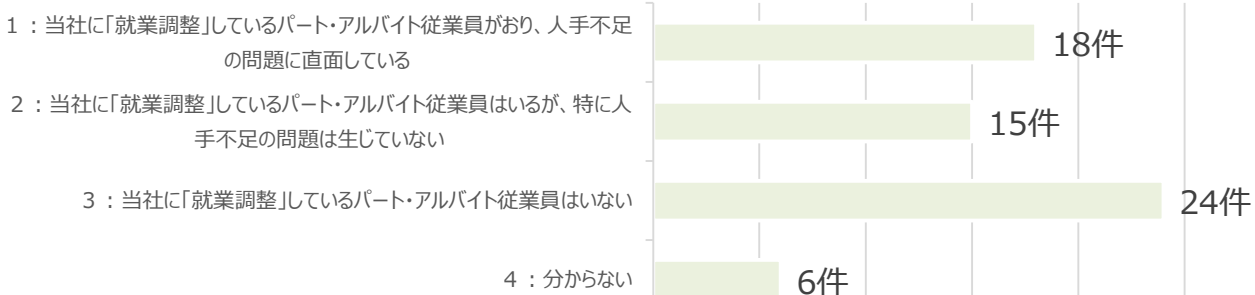 1：当社に「就業調整」しているパート・アルバイト従業員がおり、人手不足
の問題に直面している
18件
2：当社に「就業調整」しているパート・アルバイト従業員はいるが、特に人
手不足の問題は生じていない
15件
3：当社に「就業調整」しているパート・アルバイト従業員はいない
24件
4：分からない
6件